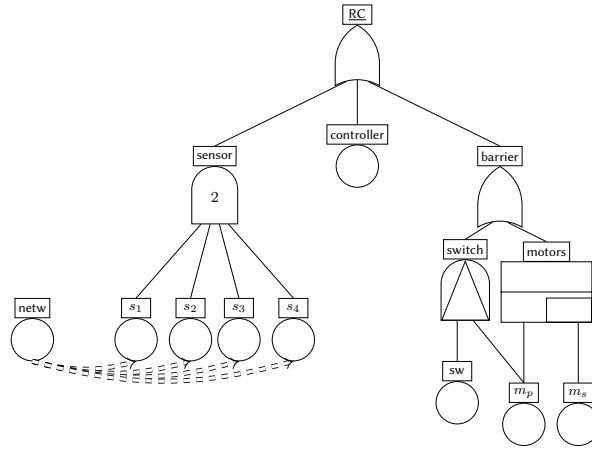 RC
controller
sensor
barrier
2
switch
motors
netw
s₁
s₂
s₃
s₄
sw
mₚ
mₛ